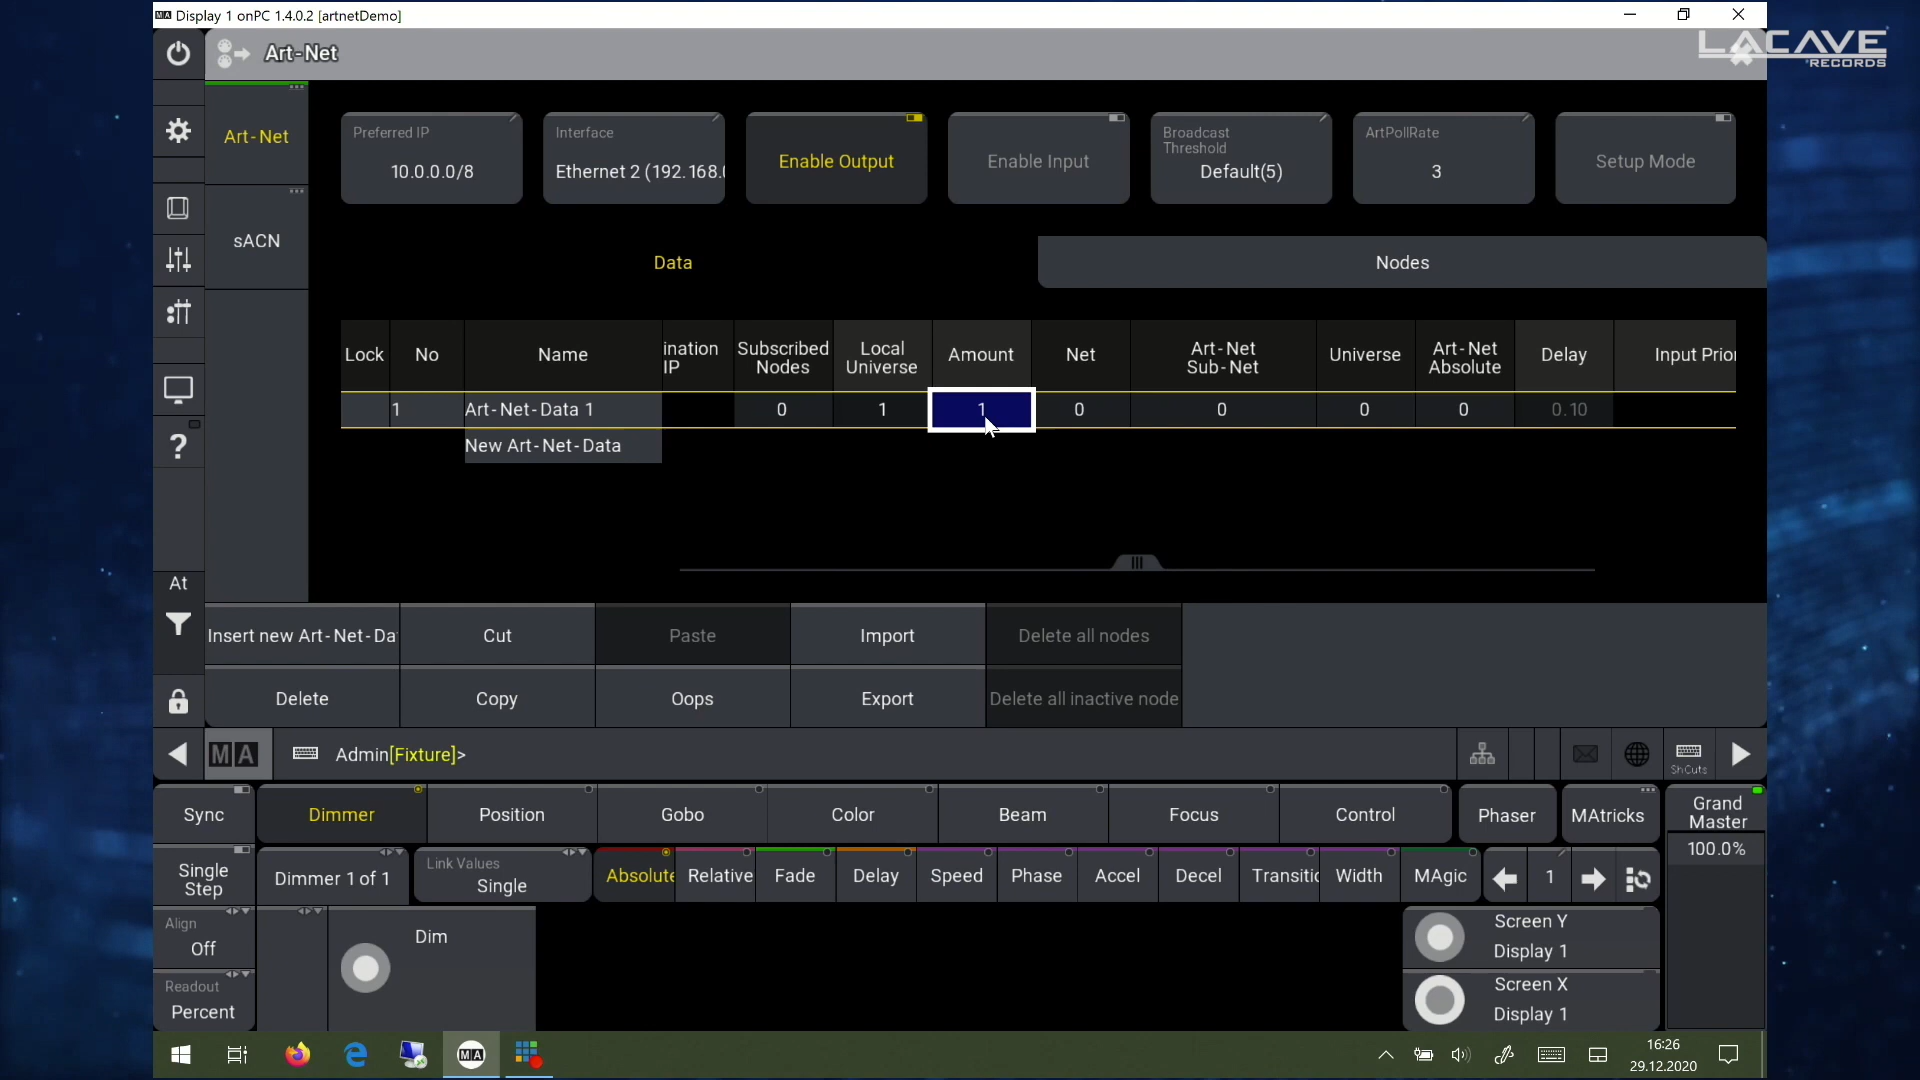 MA Display 1 onPC 1.4.0.2 [artnetDemo]
LACAVE
RECORDS
Art-Net
Art-Net
sACN
Preferred IP
10.0.0.0/8
Interface
Ethernet 2 (192.168.
Enable Output
Enable Input
Broadcast
Threshold
Default(5)
ArtPollRate
3
Setup Mode
Data
Nodes
Lock
No
Name
ination
IP
Subscribed
Nodes
Local
Universe
Amount
Net
Art-Net
Sub-Net
Universe
Art-Net
Absolute
Delay
Input Prior
1
Art-Net-Data 1
0
1
1
0
0
0
0
0.10
New Art-Net-Data
?
At
Insert new Art-Net-Da
Cut
Paste
Import
Delete all nodes
Delete
Copy
Oops
Export
Delete all inactive node
MA
Admin[Fixture]>
ShCuts
Sync
Dimmer
Position
Gobo
Color
Beam
Focus
Control
Phaser
MAtricks
Grand
Master
100.0%
Single
Step
Dimmer 1 of 1
Link Values
Single
Absolute
Relative
Fade
Delay
Speed
Phase
Accel
Decel
Transitio
Width
MAgic
1
Align
Off
Dim
Screen Y
Display 1
Readout
Percent
Screen X
Display 1
MA
16:26
29.12.2020